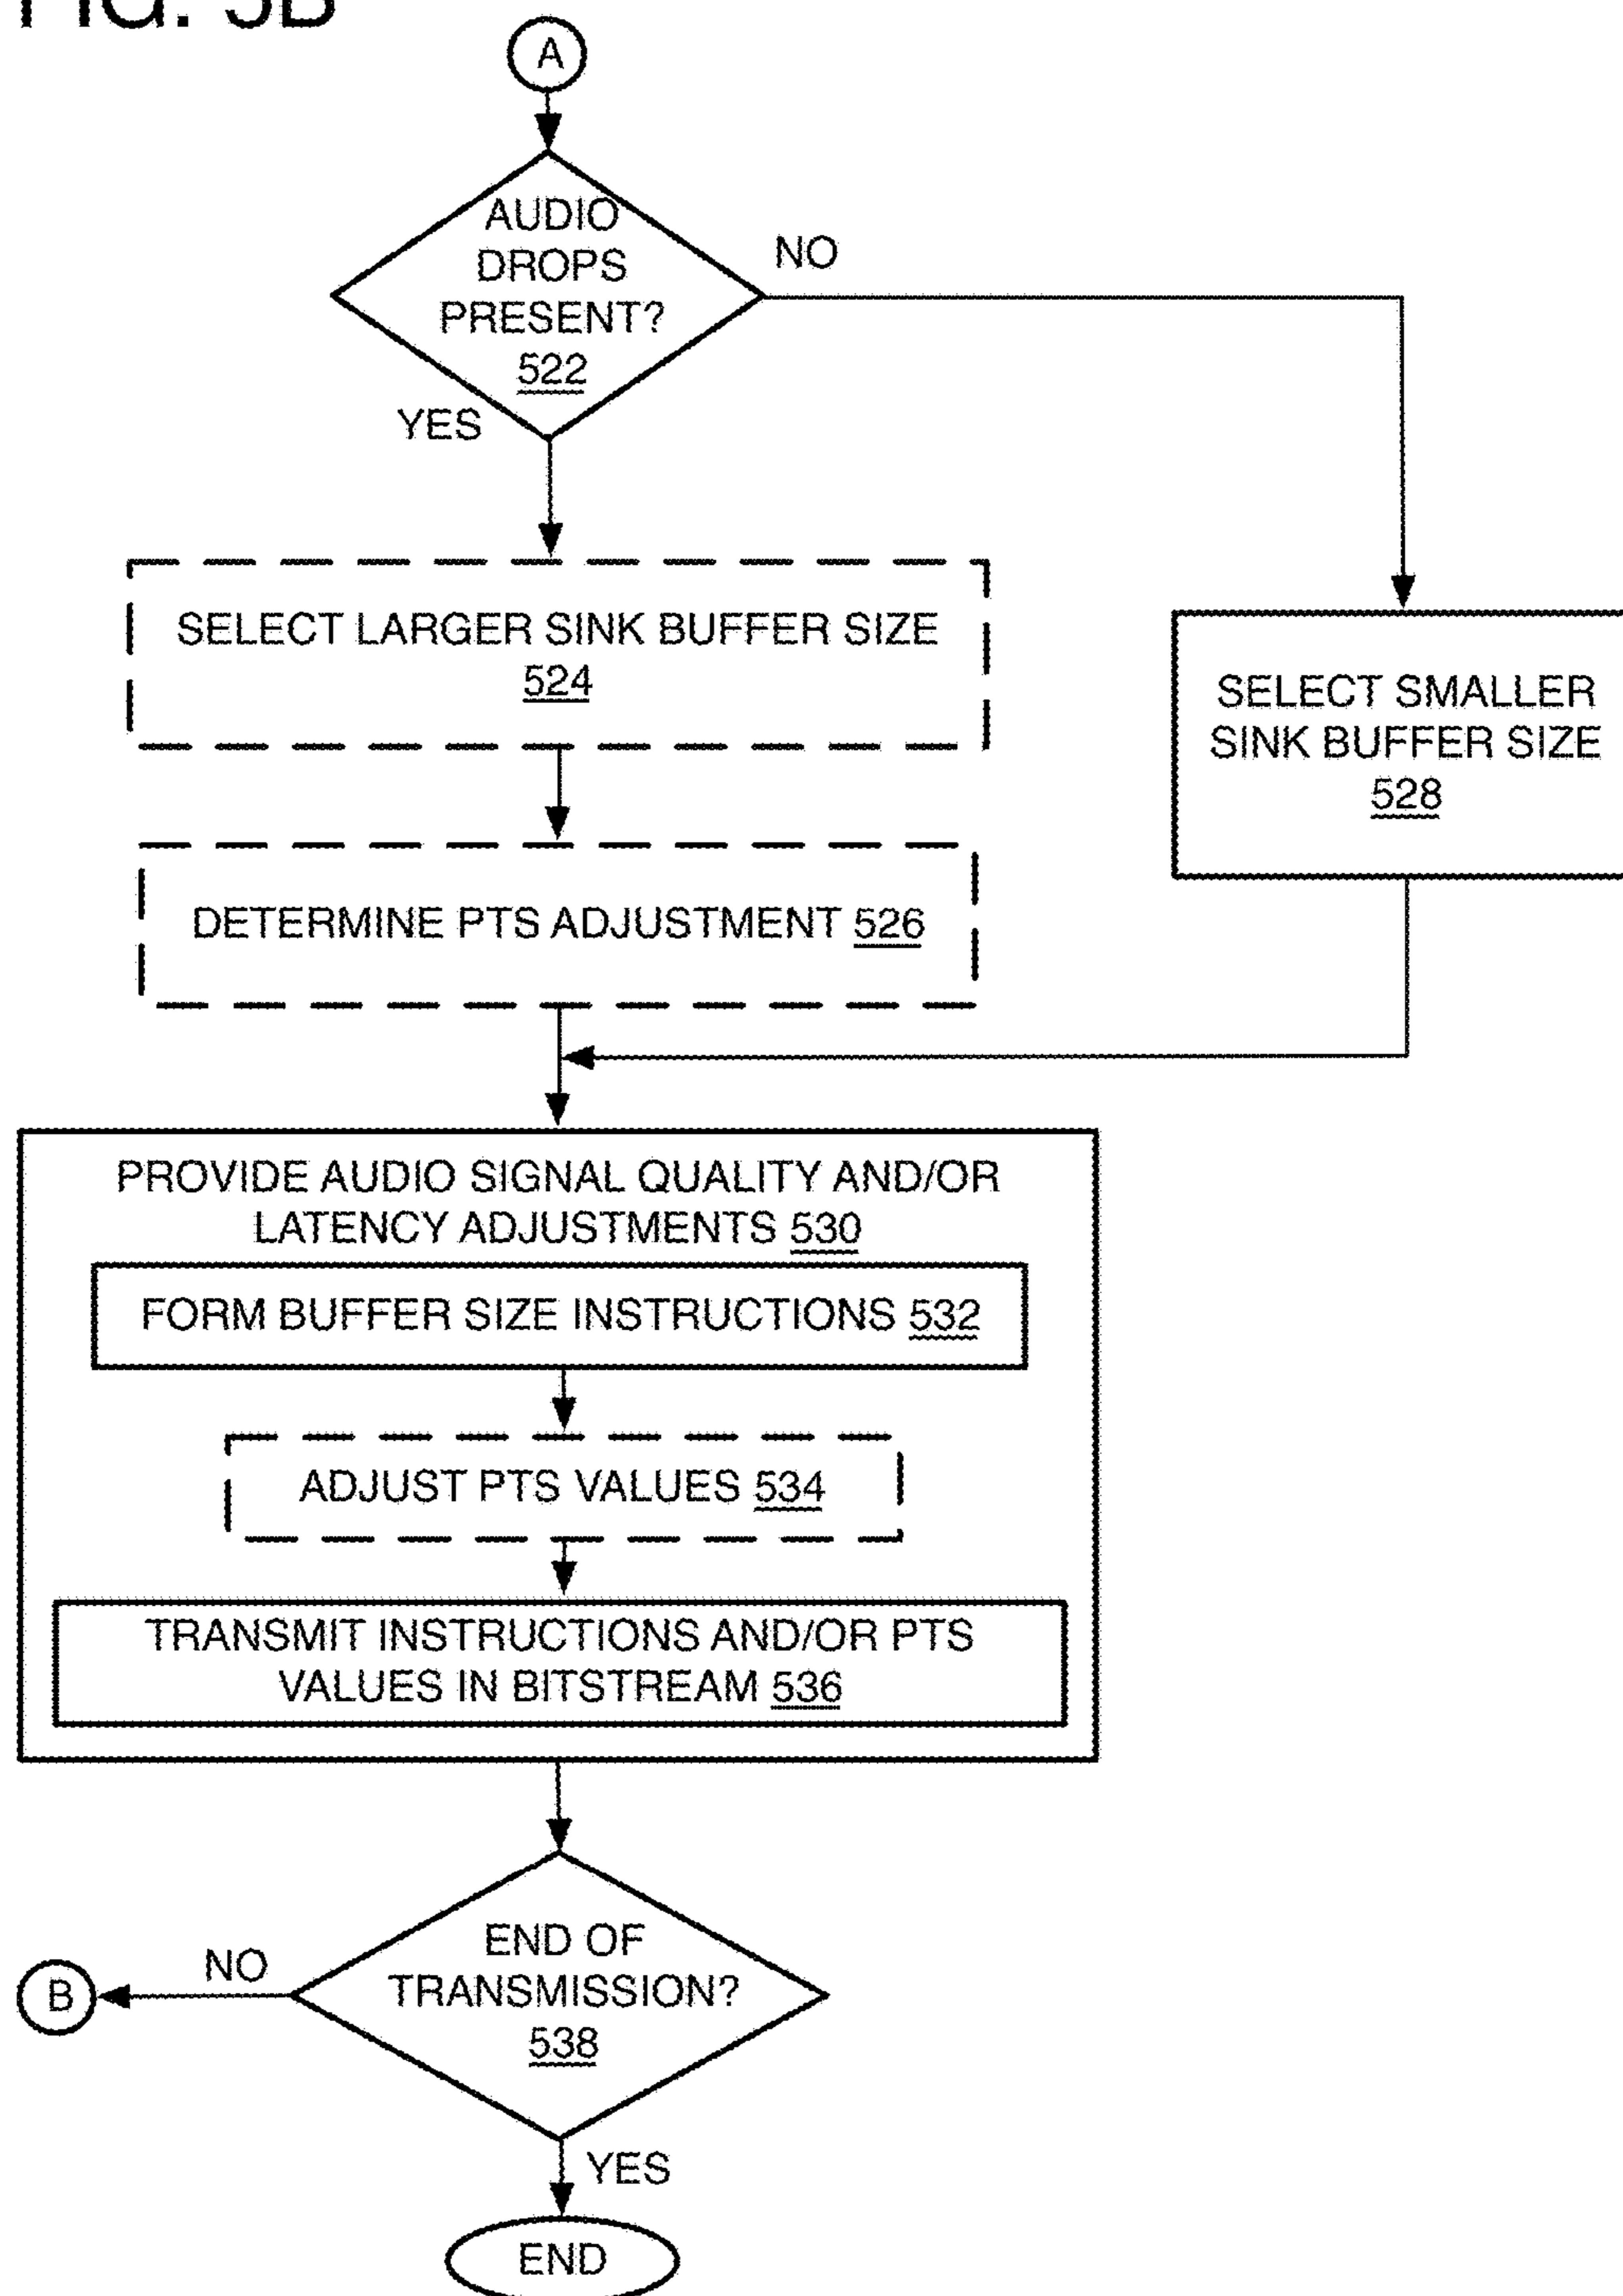 FIG. 5B
A
AUDIO
DROPS
PRESENT?
522
NO
YES
SELECT LARGER SINK BUFFER SIZE
524
SELECT SMALLER
SINK BUFFER SIZE
528
DETERMINE PTS ADJUSTMENT 526
PROVIDE AUDIO SIGNAL QUALITY AND/OR
LATENCY ADJUSTMENTS 530
FORM BUFFER SIZE INSTRUCTIONS 532
ADJUST PTS VALUES 534
TRANSMIT INSTRUCTIONS AND/OR PTS
VALUES IN BITSTREAM 536
END OF
TRANSMISSION?
538
NO
B
YES
END